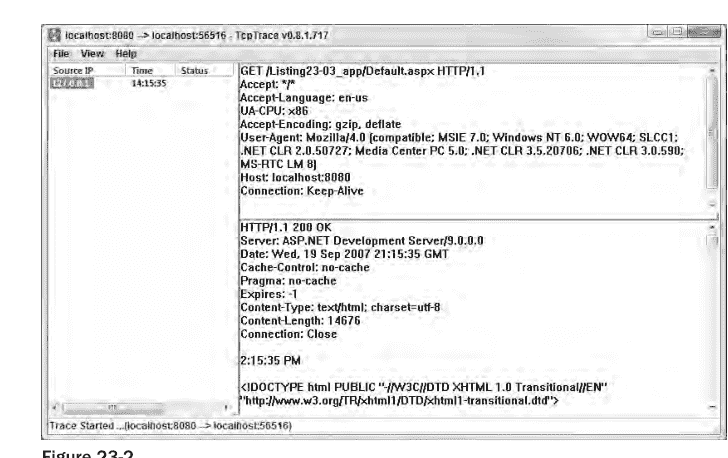 localhost:8080 --> localhost:56516 - TcpTrace v0.8.1.717
File View Help
Source IP Time Status
127.0.0.1 14:15:35
GET /Listing23-03_app/Default.aspx HTTP/1.1
Accept: */*
Accept-Language: en-us
UA-CPU: x86
Accept-Encoding: gzip, deflate
User-Agent: Mozilla/4.0 (compatible; MSIE 7.0; Windows NT 6.0; WOW64; SLCC1;
.NET CLR 2.0.50727; Media Center PC 5.0; .NET CLR 3.5.20706; .NET CLR 3.0.590;
MS-RTC LM 8)
Host: localhost:8080
Connection: Keep-Alive
HTTP/1.1 200 OK
Server: ASP.NET Development Server/9.0.0.0
Date: Wed, 19 Sep 2007 21:15:35 GMT
Cache-Control: no-cache
Pragma: no-cache
Expires: -1
Content-Type: text/html; charset=utf-8
Content-Length: 14676
Connection: Close
2:15:35 PM
<!DOCTYPE html PUBLIC "-//W3C//DTD XHTML 1.0 Transitional//EN"
"http://www.w3.org/TR/xhtml1/DTD/xhtml1-transitional.dtd">
Trace Started ...(localhost:8080 --> localhost:56516)
Figure 23-2